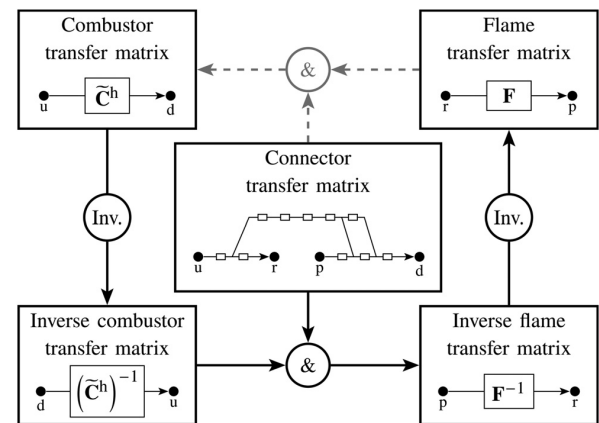 Combustor
transfer matrix
u C̃ʰ d
&
Flame
transfer matrix
r F p
Connector
transfer matrix
u r p d
Inv.
Inv.
Inverse combustor
transfer matrix
d (C̃ʰ)⁻¹ u
&
Inverse flame
transfer matrix
p F⁻¹ r